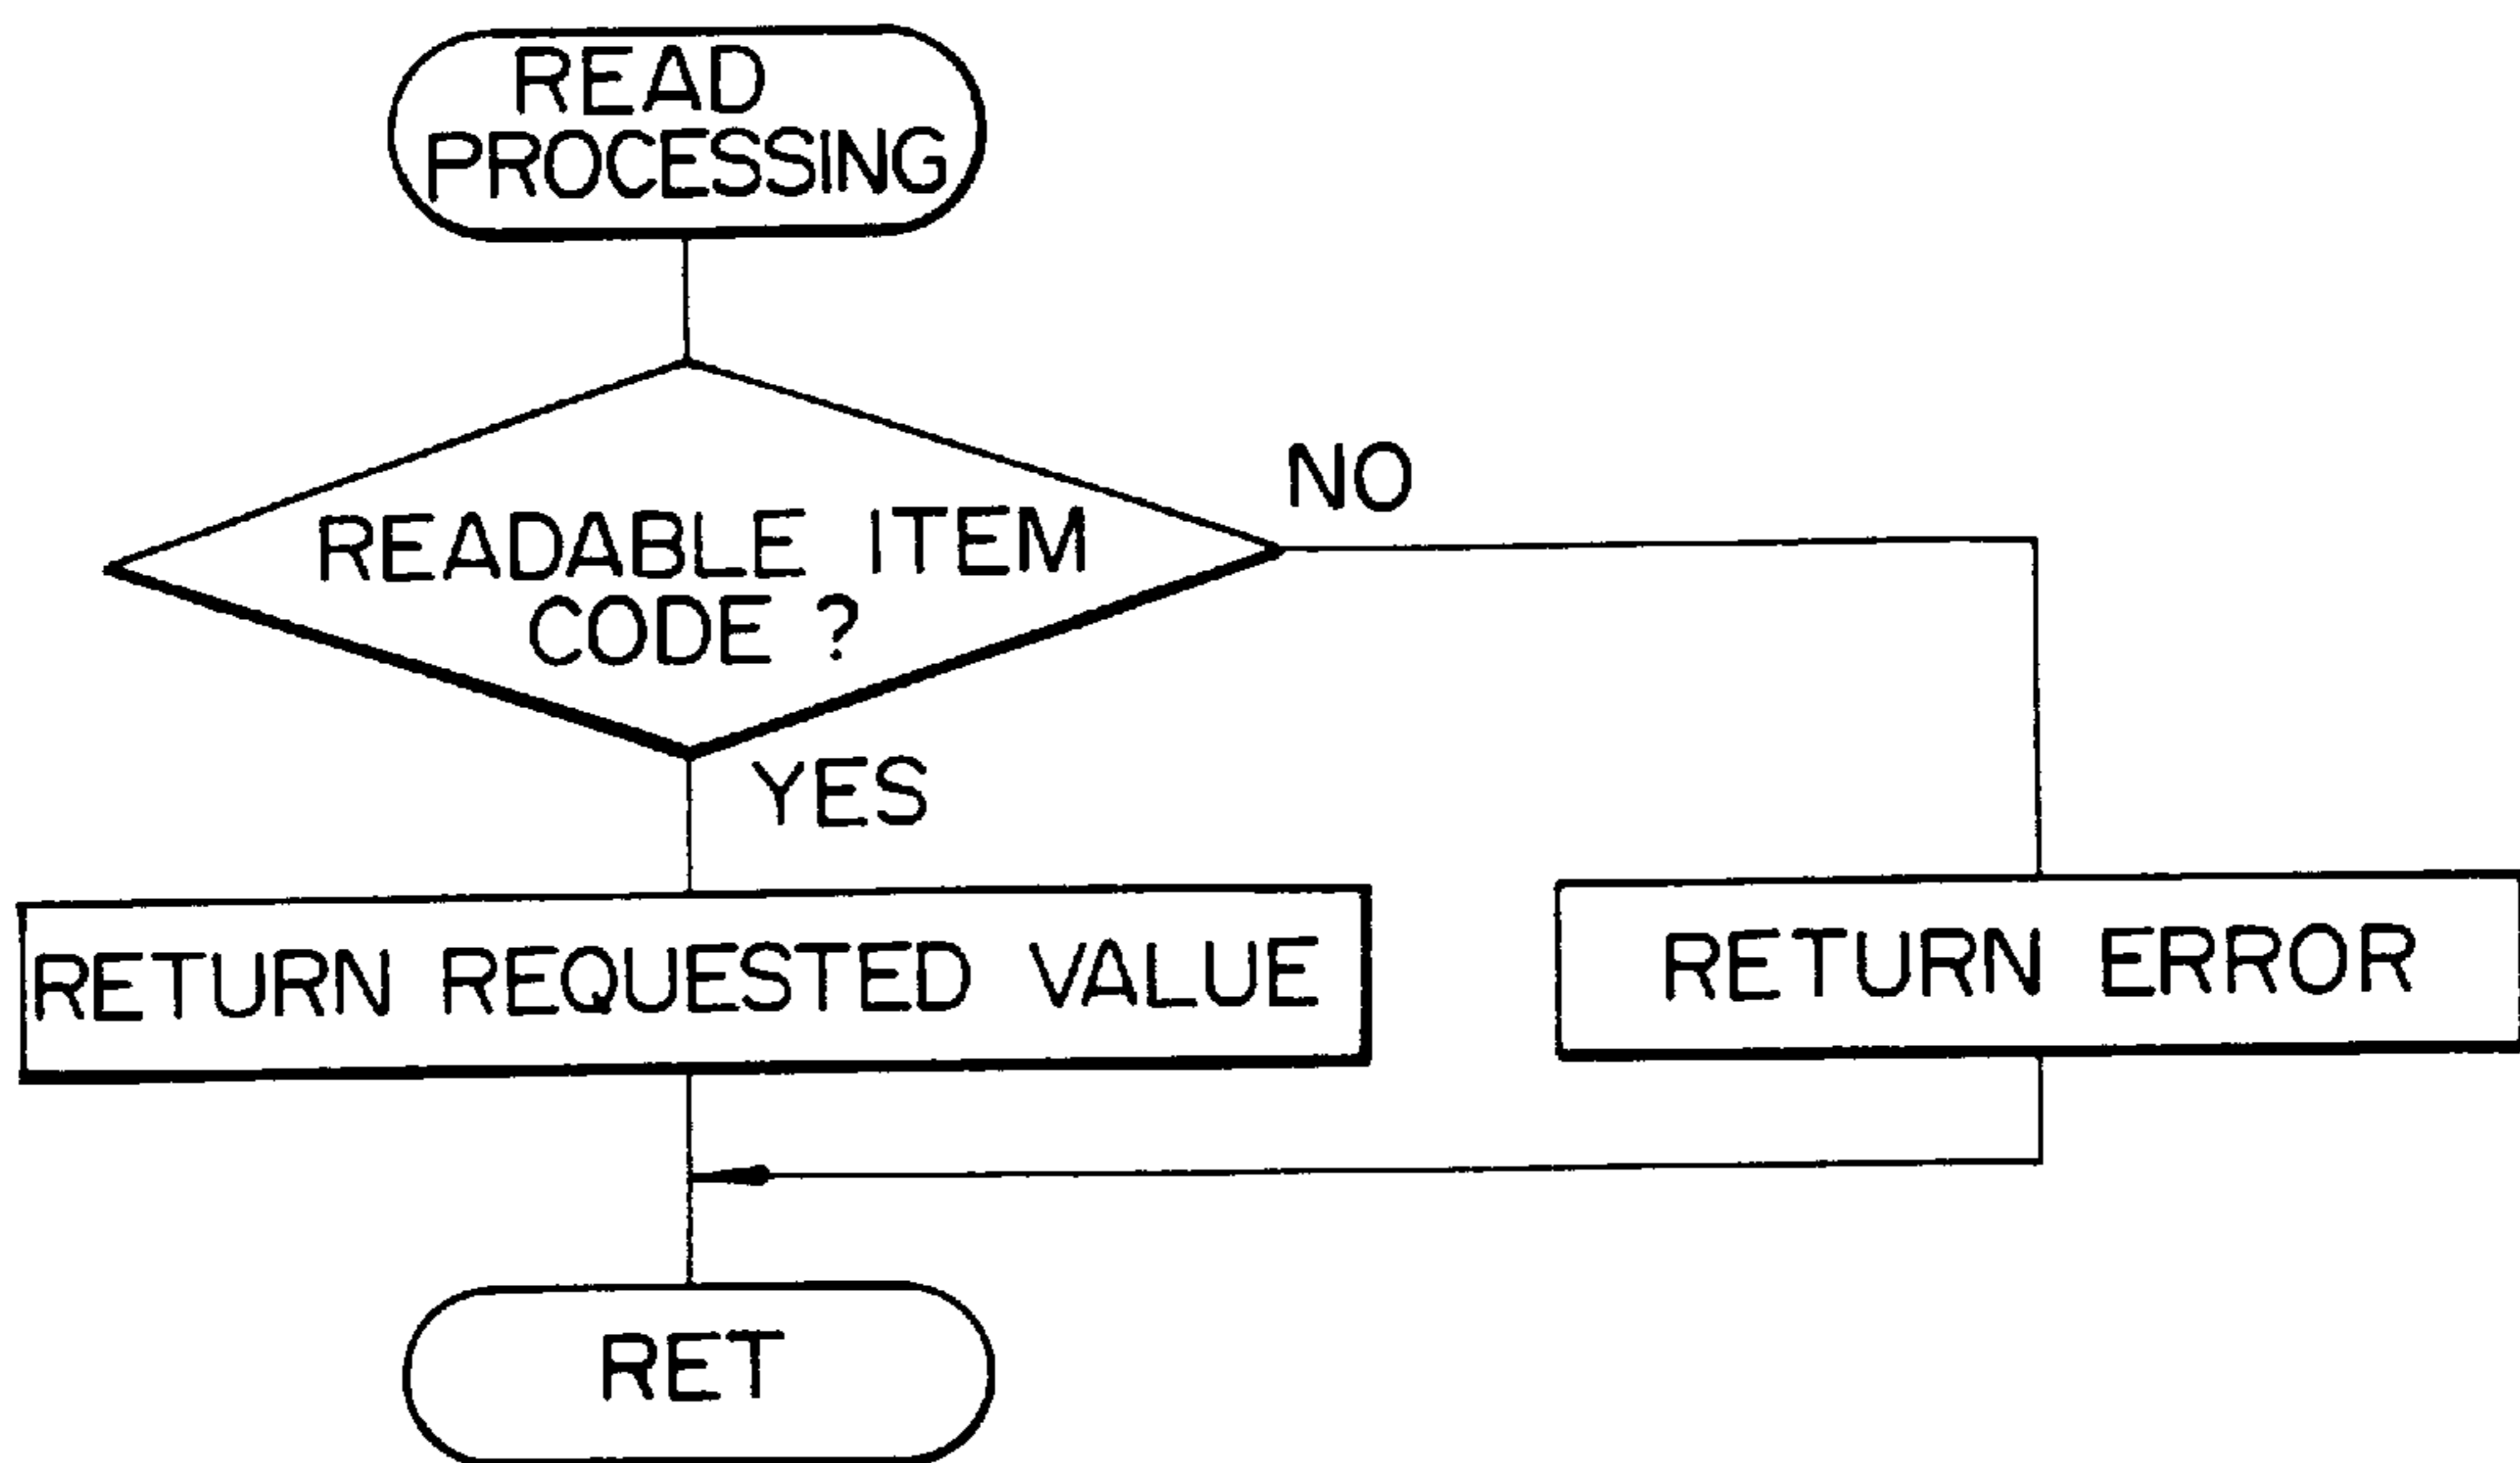 READ
PROCESSING
READABLE ITEM
CODE ?
NO
YES
RETURN REQUESTED VALUE
RETURN ERROR
RET